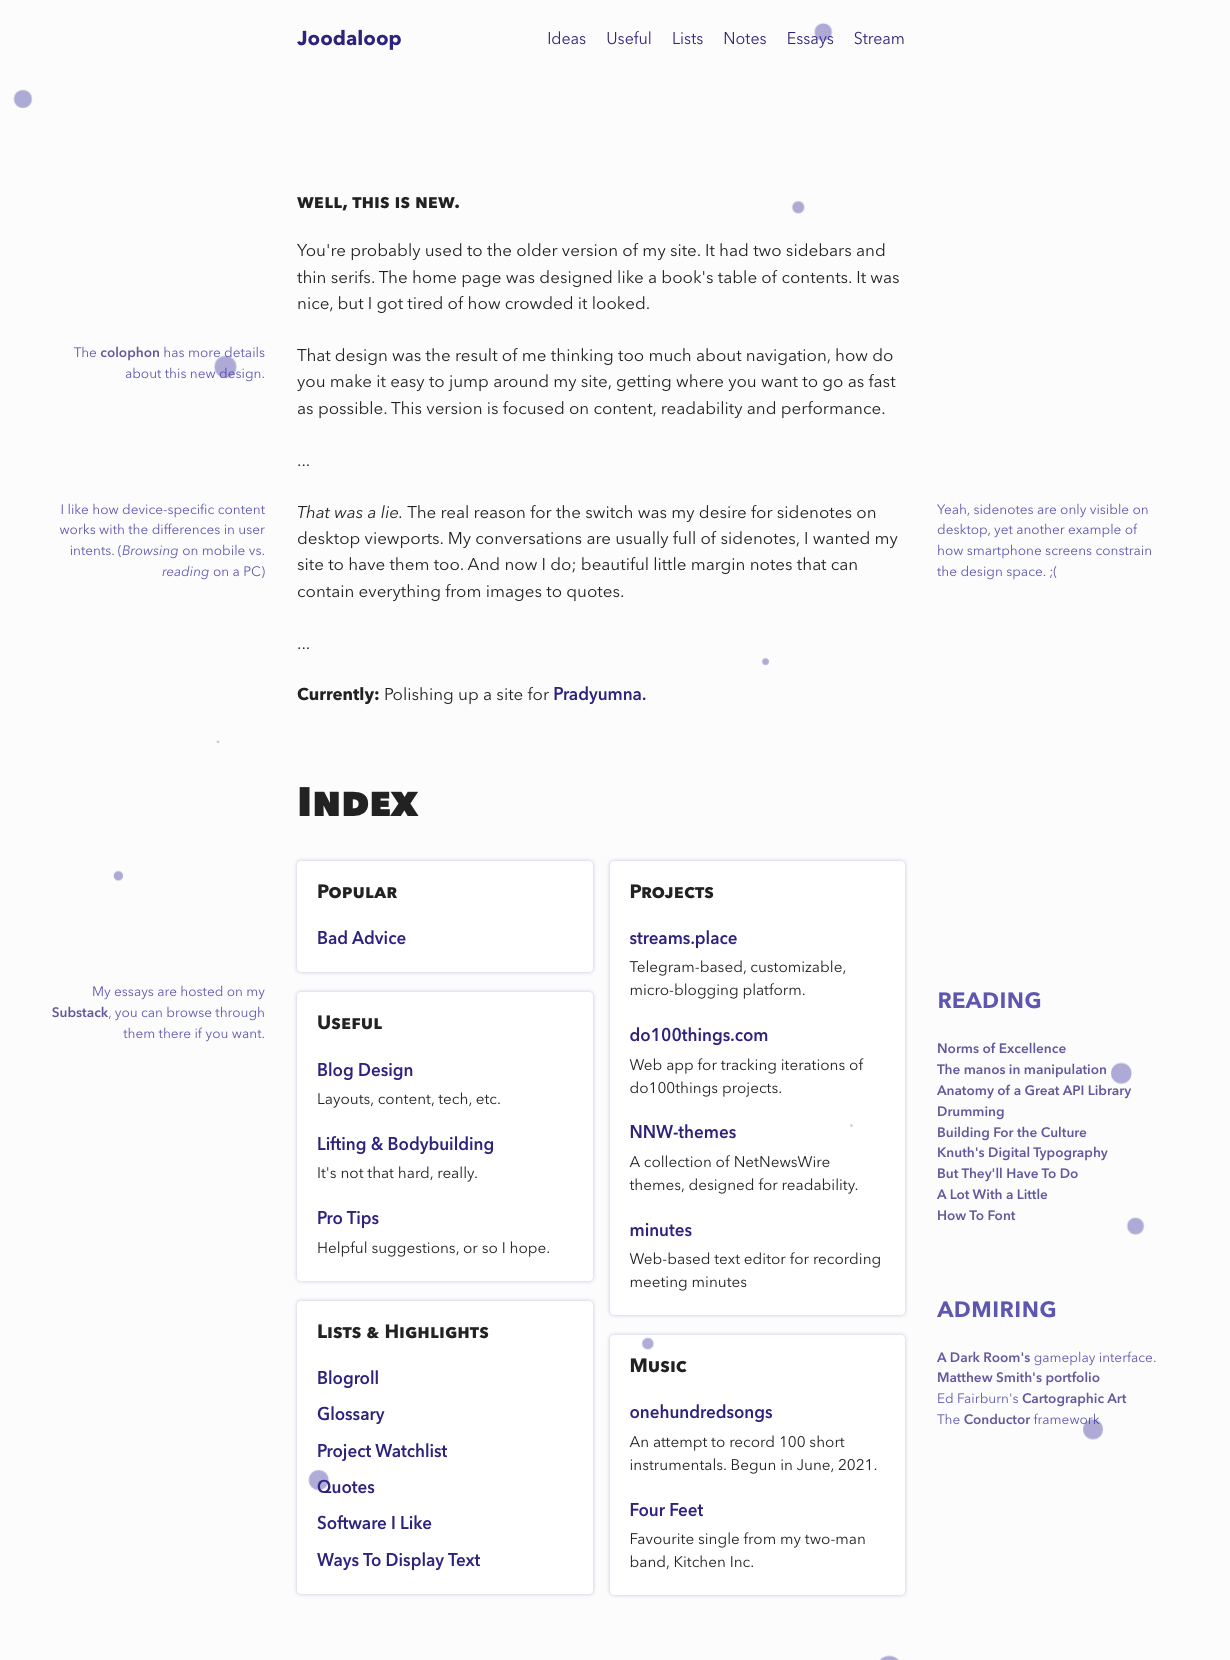 Joodaloop
Ideas Useful Lists Notes Essays Stream
WELL, THIS IS NEW.
You're probably used to the older version of my site. It had two sidebars and
thin serifs. The home page was designed like a book's table of contents. It was
nice, but I got tired of how crowded it looked.
The colophon has more details
about this new design.
That design was the result of me thinking too much about navigation, how do
you make it easy to jump around my site, getting where you want to go as fast
as possible. This version is focused on content, readability and performance.
...
I like how device-specific content
works with the differences in user
intents. (Browsing on mobile vs.
reading on a PC)
That was a lie. The real reason for the switch was my desire for sidenotes on
desktop viewports. My conversations are usually full of sidenotes, I wanted my
site to have them too. And now I do; beautiful little margin notes that can
contain everything from images to quotes.
Yeah, sidenotes are only visible on
desktop, yet another example of
how smartphone screens constrain
the design space. ;(
...
Currently: Polishing up a site for Pradyumna.
INDEX
POPULAR
Bad Advice
My essays are hosted on my
Substack, you can browse through
them there if you want.
USEFUL
Blog Design
Layouts, content, tech, etc.
Lifting & Bodybuilding
It's not that hard, really.
Pro Tips
Helpful suggestions, or so I hope.
LISTS & HIGHLIGHTS
Blogroll
Glossary
Project Watchlist
Quotes
Software I Like
Ways To Display Text
PROJECTS
streams.place
Telegram-based, customizable,
micro-blogging platform.
do100things.com
Web app for tracking iterations of
do100things projects.
NNW-themes
A collection of NetNewsWire
themes, designed for readability.
minutes
Web-based text editor for recording
meeting minutes
MUSIC
onehundredsongs
An attempt to record 100 short
instrumentals. Begun in June, 2021.
Four Feet
Favourite single from my two-man
band, Kitchen Inc.
READING
Norms of Excellence
The manos in manipulation
Anatomy of a Great API Library
Drumming
Building For the Culture
Knuth's Digital Typography
But They'll Have To Do
A Lot With a Little
How To Font
ADMIRING
A Dark Room's gameplay interface.
Matthew Smith's portfolio
Ed Fairburn's Cartographic Art
The Conductor framework